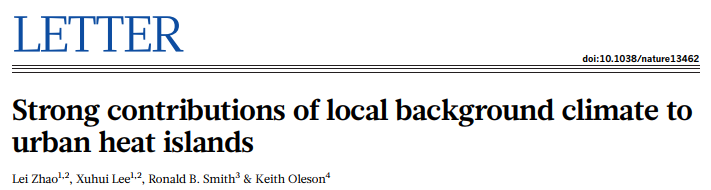 LETTER
doi:10.1038/nature13462
Strong contributions of local background climate to
urban heat islands
Lei Zhao1,2, Xuhui Lee1,2, Ronald B. Smith3 & Keith Oleson4